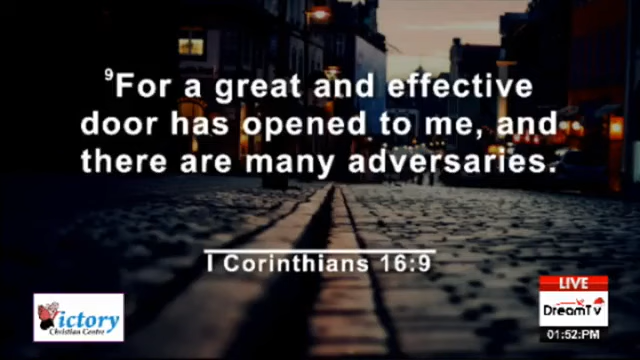 ⁹For a great and effective
door has opened to me, and
there are many adversaries.
I Corinthians 16:9
Victory
Christian Centre
LIVE
DreamTv
01:52:PM